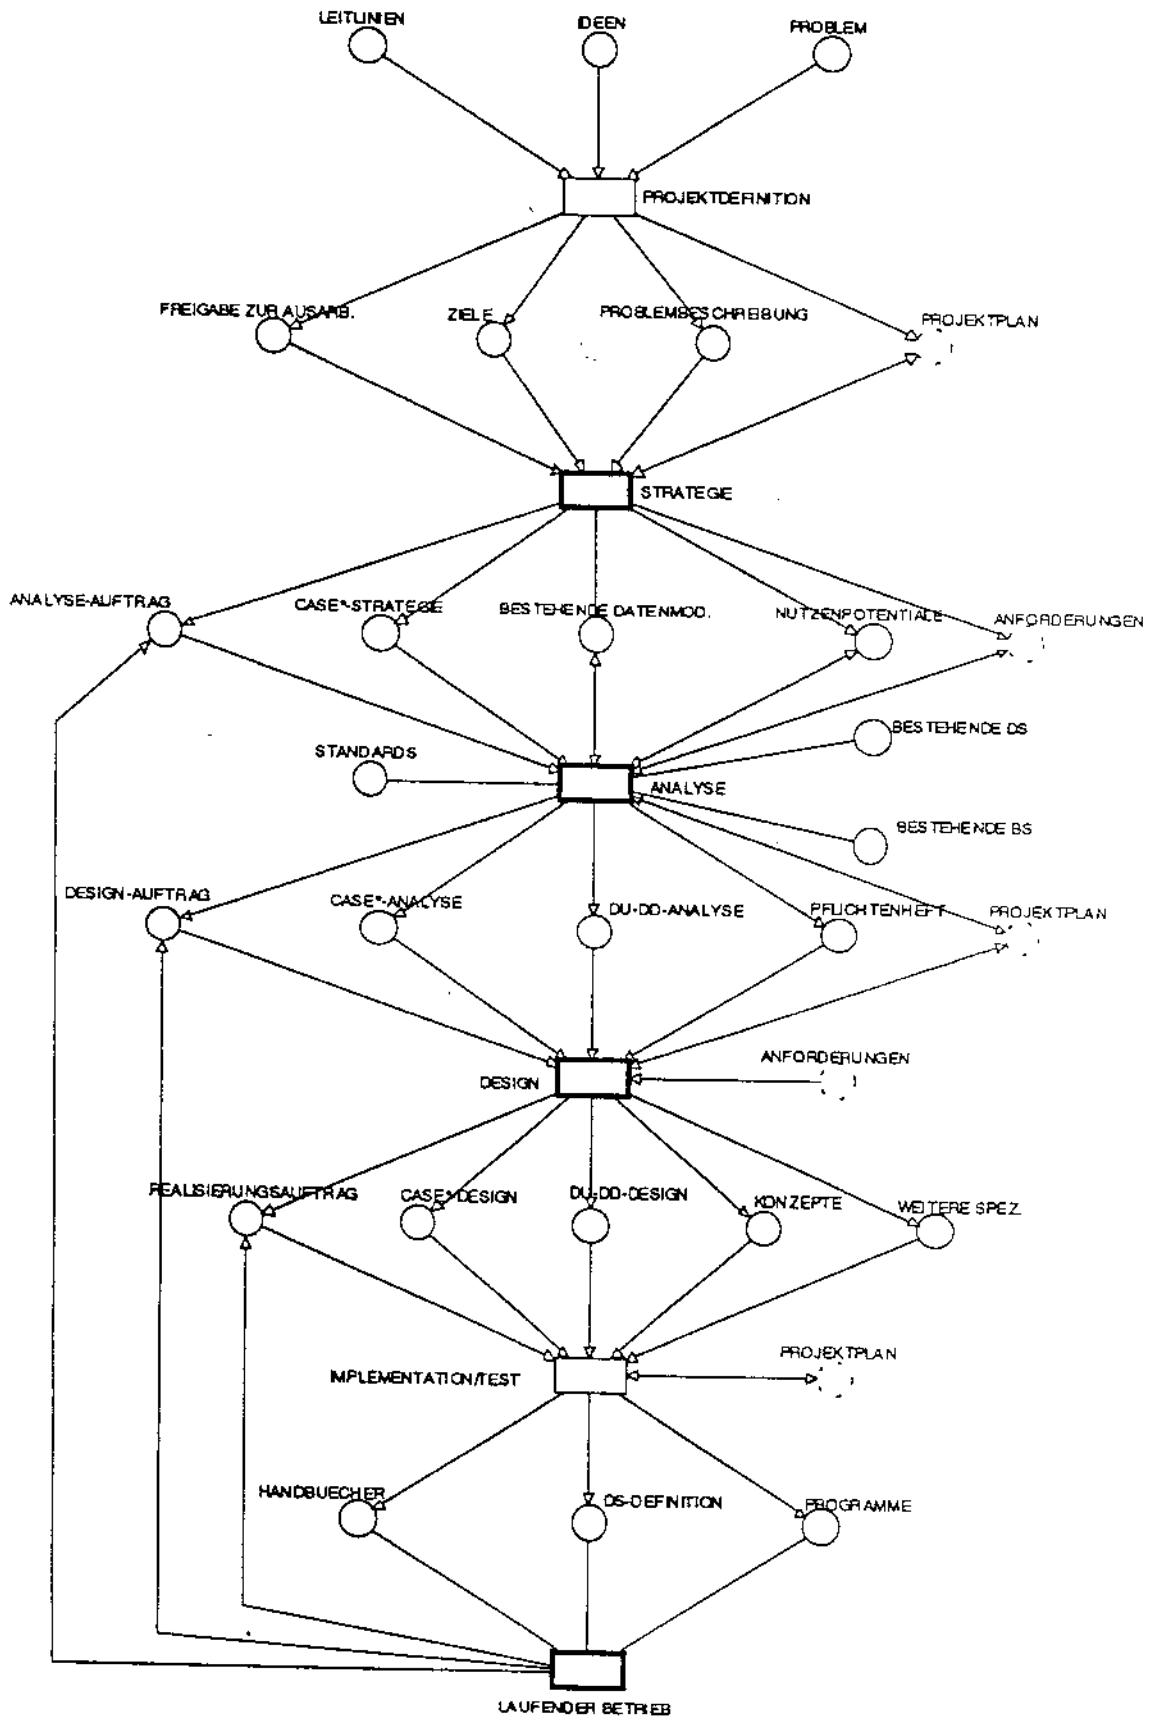 LEITLINIEN
IDEEN
PROBLEM
PROJEKTDEFINITION
FREIGABE ZUR AUSARB.
ZIELE
PROBLEMBESCHREIBUNG
PROJEKTPLAN
STRATEGIE
ANALYSE-AUFTRAG
CASE*-STRATEGIE
BESTEHENDE DATENMOD.
NUTZENPOTENTIALE
ANFORDERUNGEN
BESTEHENDE DS
STANDARDS
ANALYSE
BESTEHENDE BS
DESIGN-AUFTRAG
CASE*-ANALYSE
DU-DD-ANALYSE
PFLICHTENHEFT
PROJEKTPLAN
ANFORDERUNGEN
DESIGN
REALISIERUNGSAUFTRAG
CASE*-DESIGN
DU-DD-DESIGN
KONZEPTE
WEITERE SPEZ.
PROJEKTPLAN
IMPLEMENTATION/TEST
HANDBUECHER
DS-DEFINITION
PROGRAMME
LAUFENDER BETRIEB